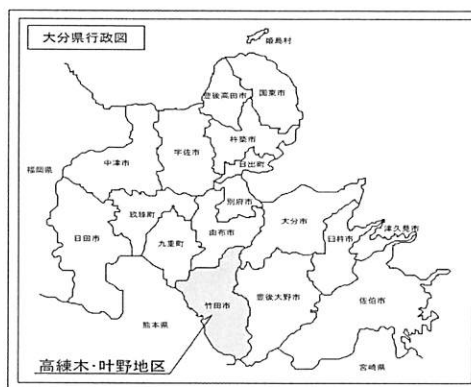 大分県行政図
姫島村
豊後高田市
国東市
杵築市
日出町
宇佐市
中津市
福岡県
別府市
玖珠町
由布市
大分市
津久見市
臼杵市
日田市
九重町
竹田市
豊後大野市
佐伯市
熊本県
高練木・叶野地区
宮崎県